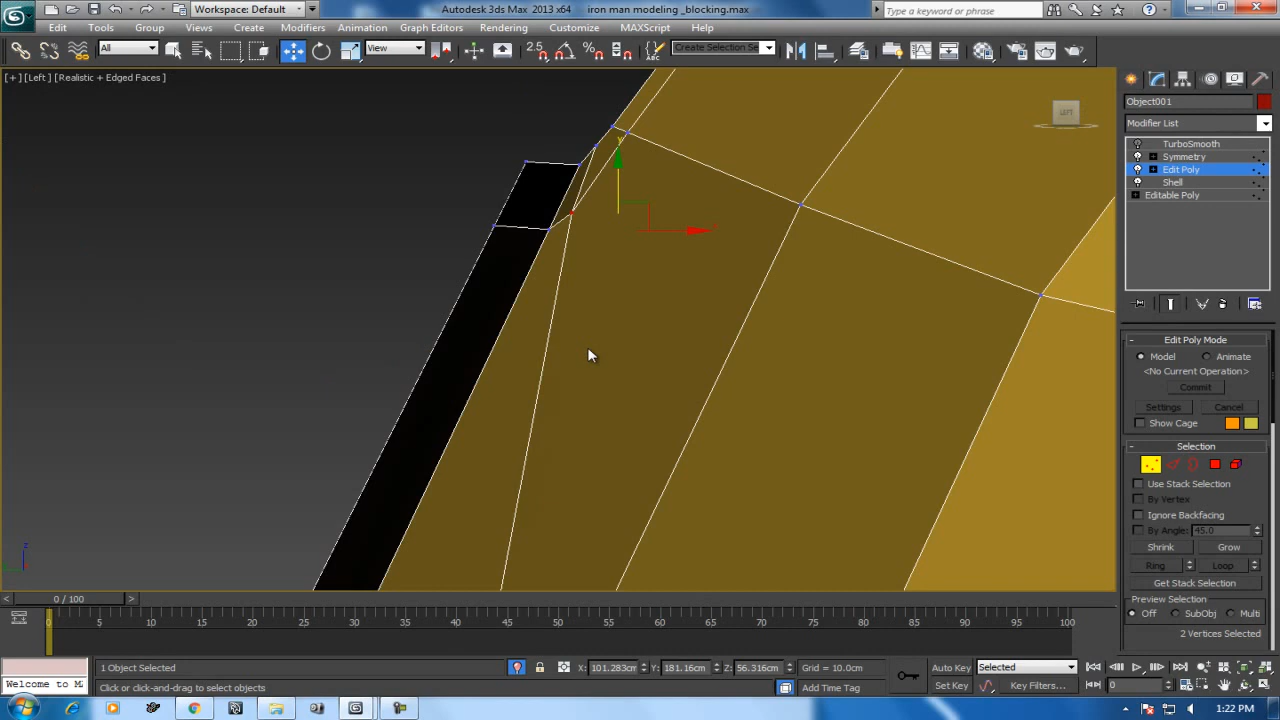 Workspace: Default
Autodesk 3ds Max 2013 x64 iron man modeling _blocking.max
Type a keyword or phrase
Edit Tools Group Views Create Modifiers Animation Graph Editors Rendering Customize MAXScript Help
All View 2.5 Create Selection Se
[+] [Left] [Realistic + Edged Faces]
LEFT
Object001
Modifier List
TurboSmooth
Symmetry
Edit Poly
Shell
Editable Poly
Edit Poly Mode
Model Animate
<No Current Operation>
Commit
Settings Cancel
Show Cage
Selection
Use Stack Selection
By Vertex
Ignore Backfacing
By Angle: 45.0
Shrink Grow
Ring Loop
Get Stack Selection
Preview Selection
Off SubObj Multi
2 Vertices Selected
0 / 100
0 5 10 15 20 25 30 35 40 45 50 55 60 65 70 75 80 85 90 95 100
1 Object Selected X: 101.283cm Y: 181.16cm Z: 56.316cm Grid = 10.0cm Auto Key Selected
Welcome to M Click or click-and-drag to select objects Add Time Tag Set Key Key Filters... 0
1:22 PM